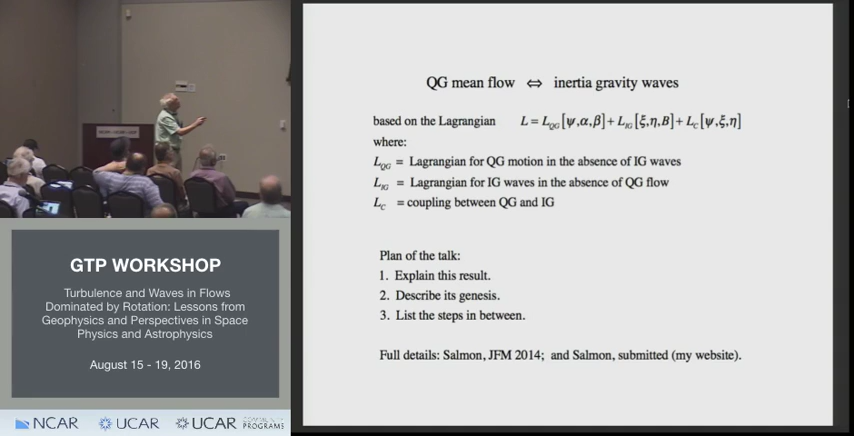 QG mean flow ⇔ inertia gravity waves
based on the Lagrangian L = L_QG[ψ,α,β] + L_IG[ξ,η,B] + L_C[ψ,ξ,η]
where:
L_QG = Lagrangian for QG motion in the absence of IG waves
L_IG = Lagrangian for IG waves in the absence of QG flow
L_C = coupling between QG and IG
Plan of the talk:
1. Explain this result.
2. Describe its genesis.
3. List the steps in between.
Full details: Salmon, JFM 2014; and Salmon, submitted (my website).
GTP WORKSHOP
Turbulence and Waves in Flows
Dominated by Rotation: Lessons from
Geophysics and Perspectives in Space
Physics and Astrophysics
August 15 - 19, 2016
NCAR
UCAR
UCAR
PROGRAMS